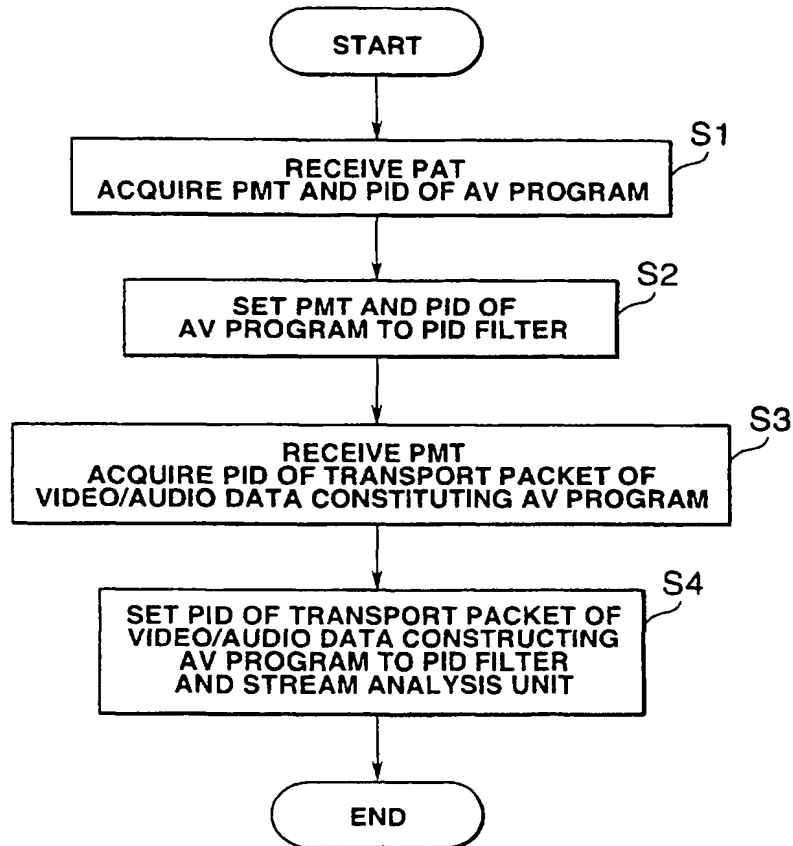 START
S1
RECEIVE PAT
ACQUIRE PMT AND PID OF AV PROGRAM
S2
SET PMT AND PID OF
AV PROGRAM TO PID FILTER
S3
RECEIVE PMT
ACQUIRE PID OF TRANSPORT PACKET OF
VIDEO/AUDIO DATA CONSTITUTING AV PROGRAM
S4
SET PID OF TRANSPORT PACKET OF
VIDEO/AUDIO DATA CONSTRUCTING
AV PROGRAM TO PID FILTER
AND STREAM ANALYSIS UNIT
END